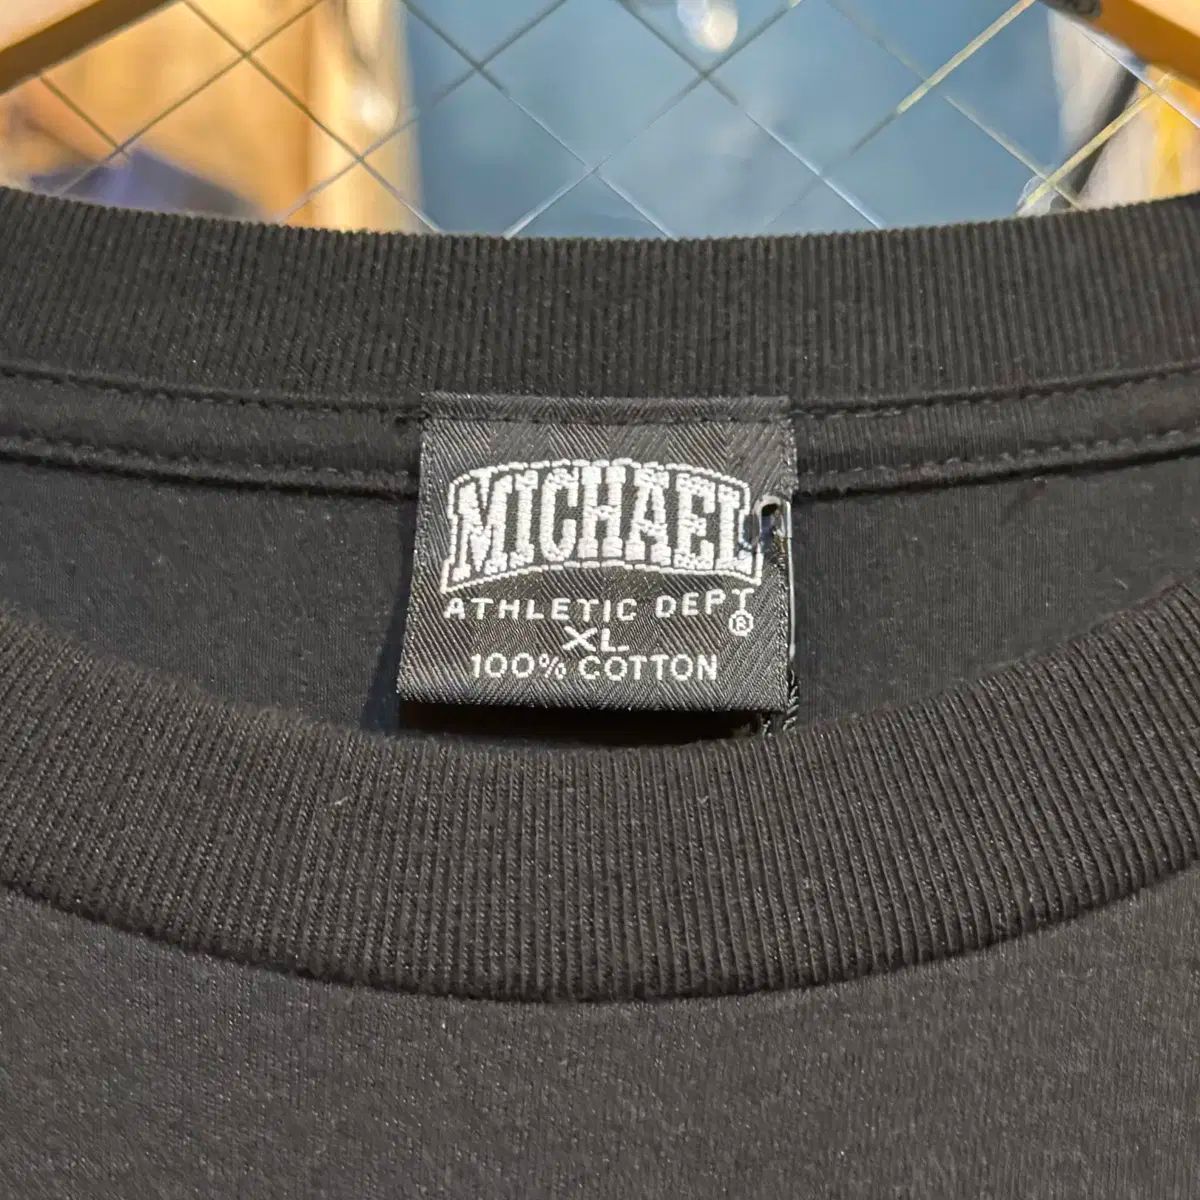 MICHAEL
ATHLETIC DEPT
®
XL
100% COTTON